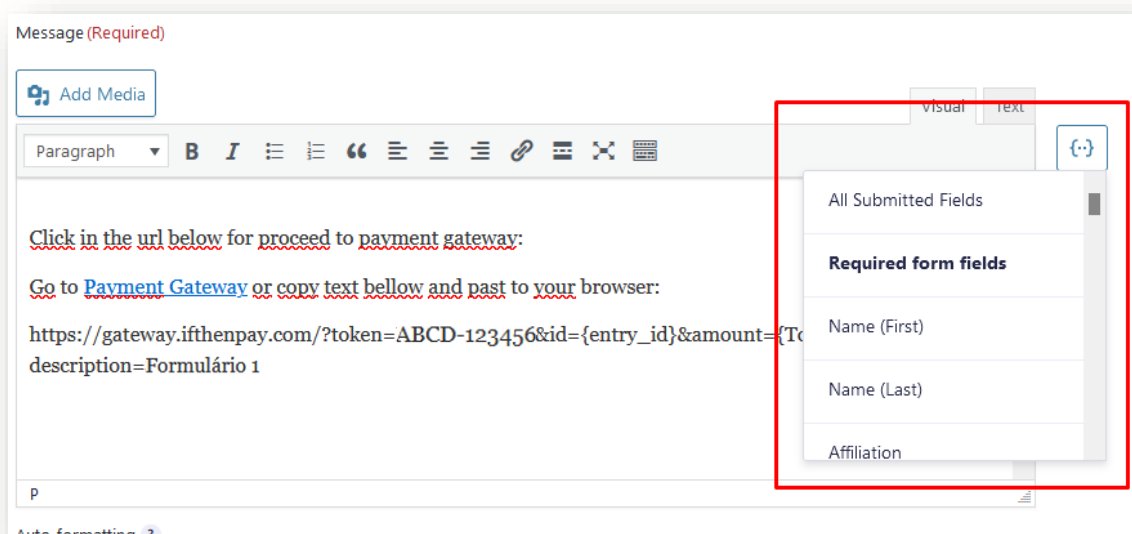 Message (Required)
Add Media
Visual Text
Paragraph
All Submitted Fields
Click in the url below for proceed to payment gateway:
Required form fields
Go to Payment Gateway or copy text bellow and past to your browser:
Name (First)
https://gateway.ifthenpay.com/?token=ABCD-123456&id={entry_id}&amount={To
description=Formulário 1
Name (Last)
Affiliation
P
Auto-formatting ?